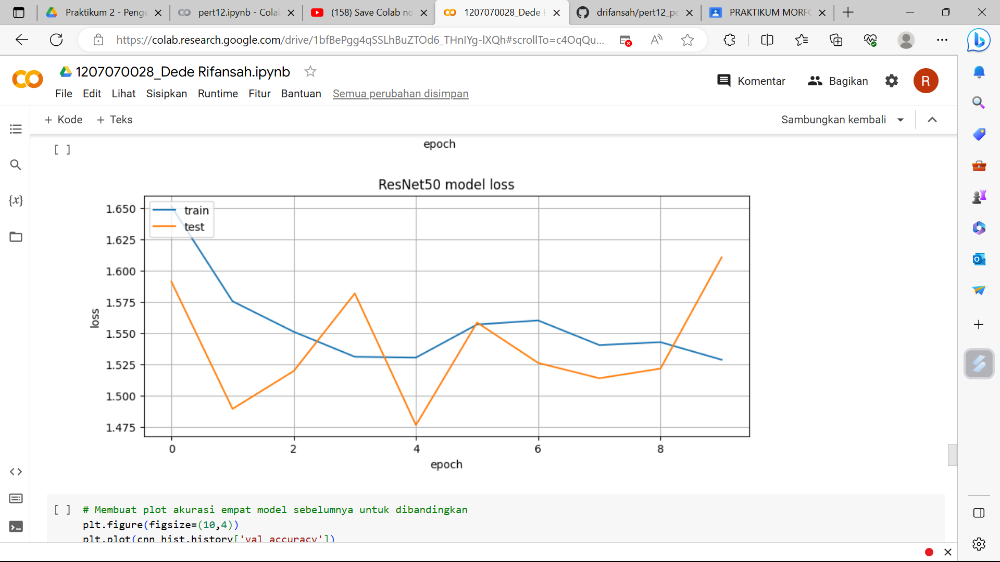 Praktikum 2 - Penge
pert12.ipynb - Colab
(158) Save Colab no
1207070028_Dede R
drifansah/pert12_pc
PRAKTIKUM MORFO
https://colab.research.google.com/drive/1bfBePgg4qSSLhBuZTOd6_THnIYg-lXQh#scrollTo=c4OqQu...
1207070028_Dede Rifansah.ipynb
Komentar
Bagikan
R
File Edit Lihat Sisipkan Runtime Fitur Bantuan Semua perubahan disimpan
+ Kode + Teks
Sambungkan kembali
[ ]
epoch
ResNet50 model loss
train
test
1.650
1.625
1.600
1.575
1.550
1.525
1.500
1.475
loss
0 2 4 6 8
epoch
[ ] # Membuat plot akurasi empat model sebelumnya untuk dibandingkan
plt.figure(figsize=(10,4))
plt.plot(cnn_hist.history['val_accuracy'])